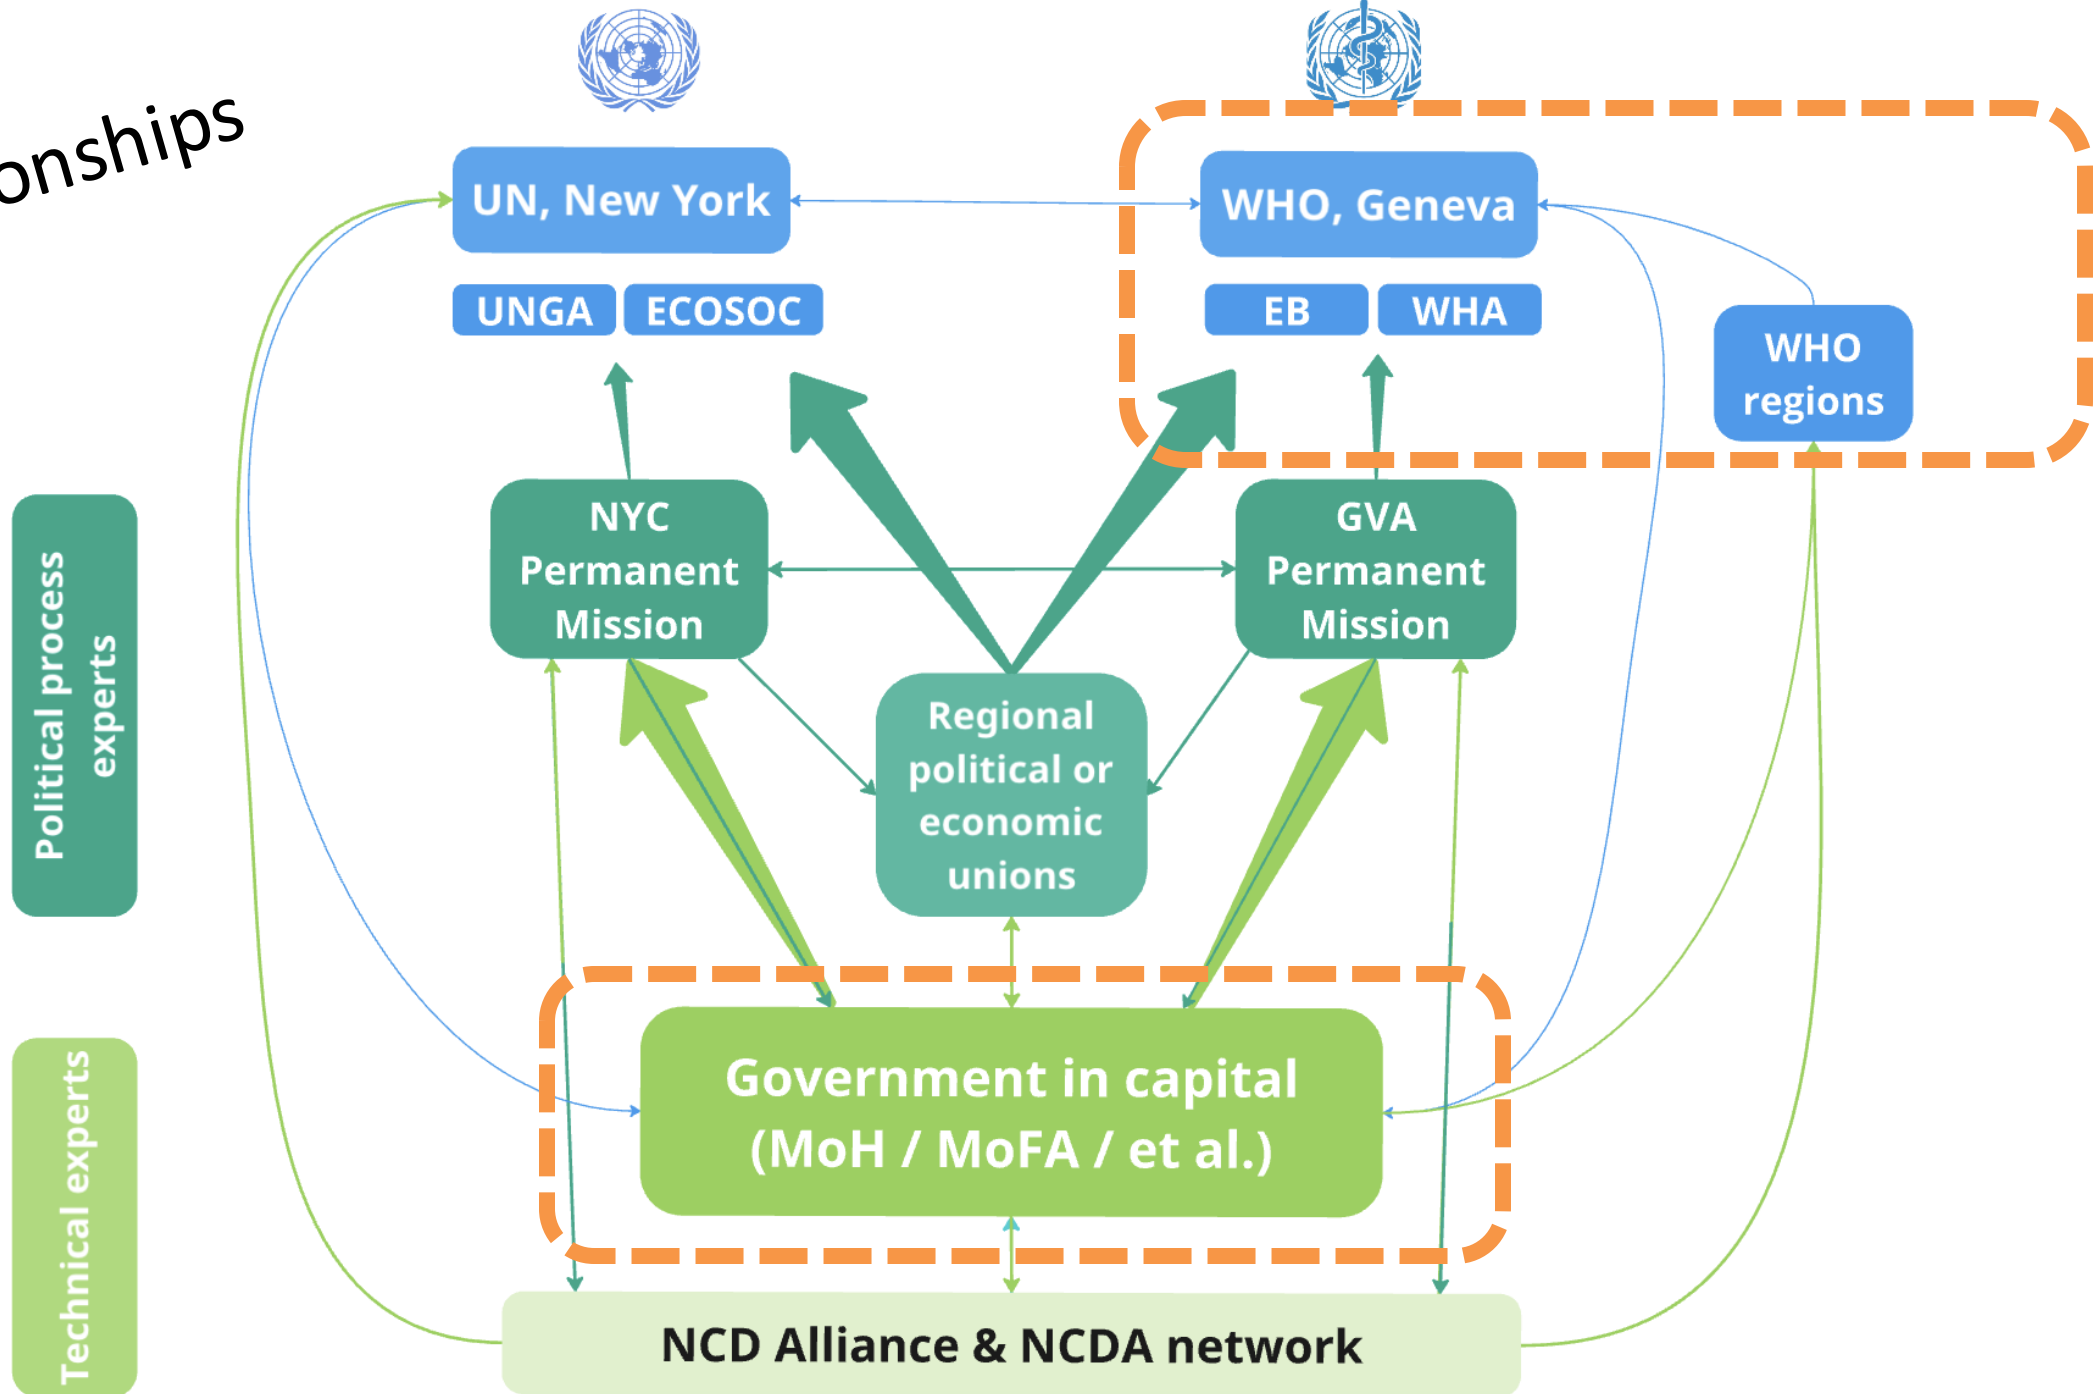 onships
UN, New York
WHO, Geneva
UNGA
ECOSOC
EB
WHA
WHO
regions
NYC
Permanent
Mission
GVA
Permanent
Mission
Political process
experts
Regional
political or
economic
unions
Government in capital
(MoH / MoFA / et al.)
Technical experts
NCD Alliance & NCDA network